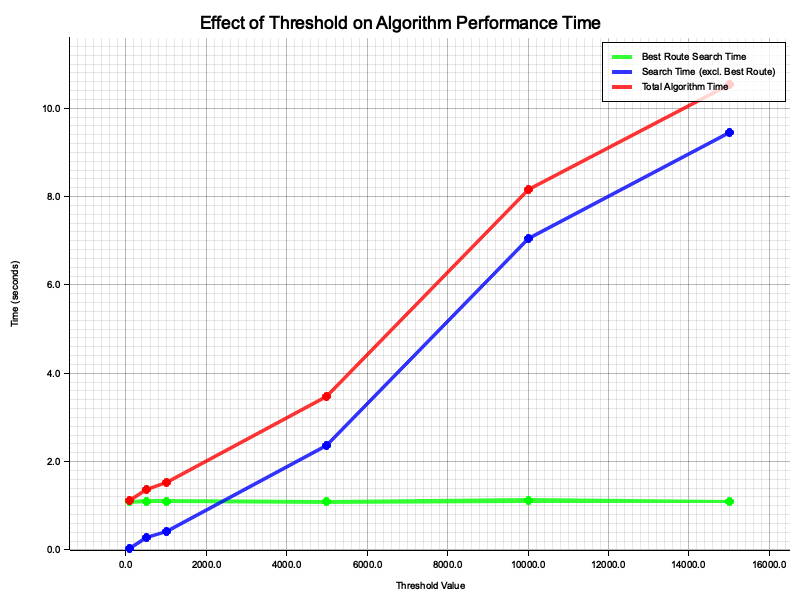 Effect of Threshold on Algorithm Performance Time
Best Route Search Time
Search Time (excl. Best Route)
Total Algorithm Time
10.0
8.0
6.0
4.0
2.0
0.0
Time (seconds)
0.0 2000.0 4000.0 6000.0 8000.0 10000.0 12000.0 14000.0 16000.0
Threshold Value